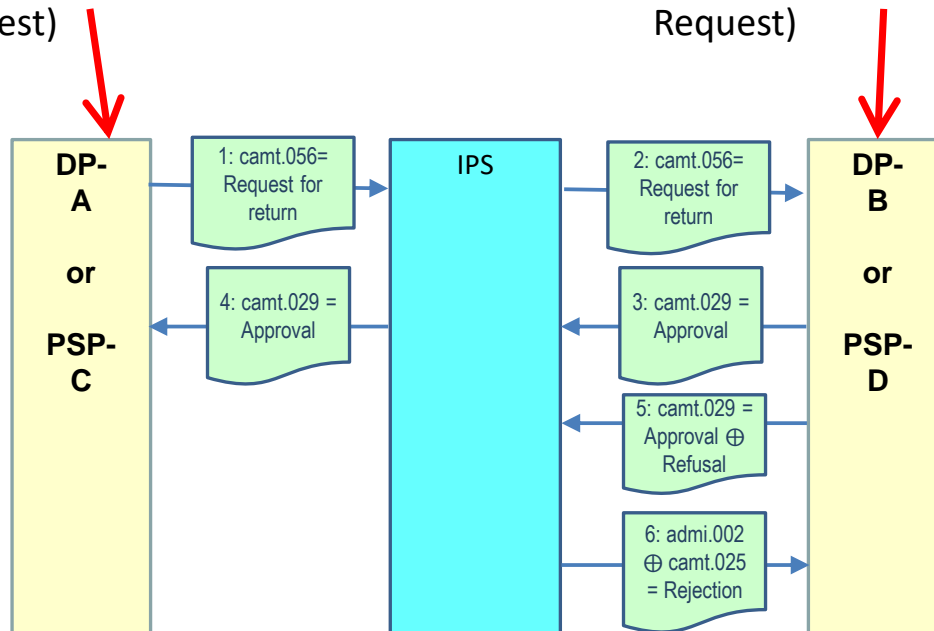 est)
Request)
DP-
A
or
PSP-
C
1: camt.056=
Request for
return
IPS
2: camt.056=
Request for
return
DP-
B
or
PSP-
D
4: camt.029 =
Approval
3: camt.029 =
Approval
5: camt.029 =
Approval ⊕
Refusal
6: admi.002
⊕ camt.025
= Rejection